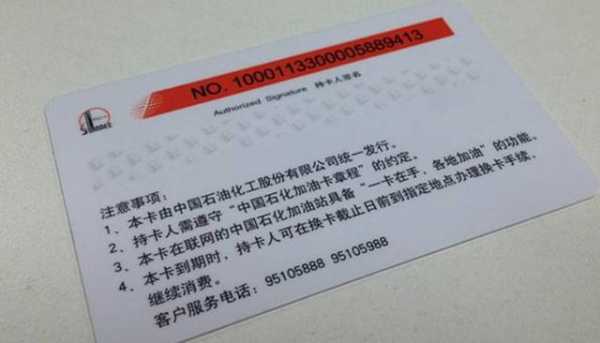 NO. 1000113300005889413
Authorized Signature 持卡人签名
注意事项：
1、本卡由中国石油化工股份有限公司统一发行。
2、持卡人需遵守“中国石化加油卡章程”的约定。
3、本卡在联网的中国石化加油站具备“一卡在手，各地加油”的功能。
4、本卡到期时，持卡人可在换卡截止日前到指定地点办理换卡手续，
继续消费。
客户服务电话：95105888 95105988